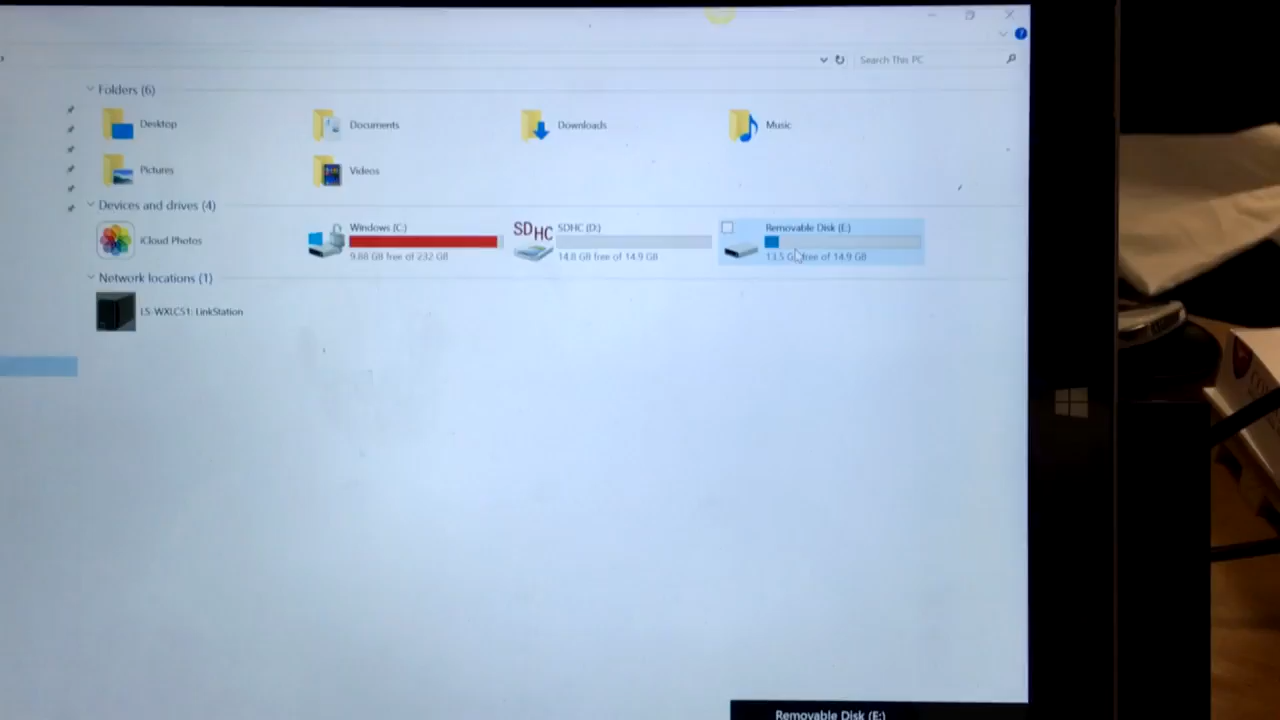 Search This PC
Folders (6)
Desktop
Documents
Downloads
Music
Pictures
Videos
Devices and drives (4)
iCloud Photos
Windows (C:)
9.88 GB free of 232 GB
SDHC
SDHC (D:)
14.8 GB free of 14.9 GB
Removable Disk (E:)
13.5 G free of 14.9 GB
Network locations (1)
LS-WXLC51: LinkStation
Removable Disk (E:)